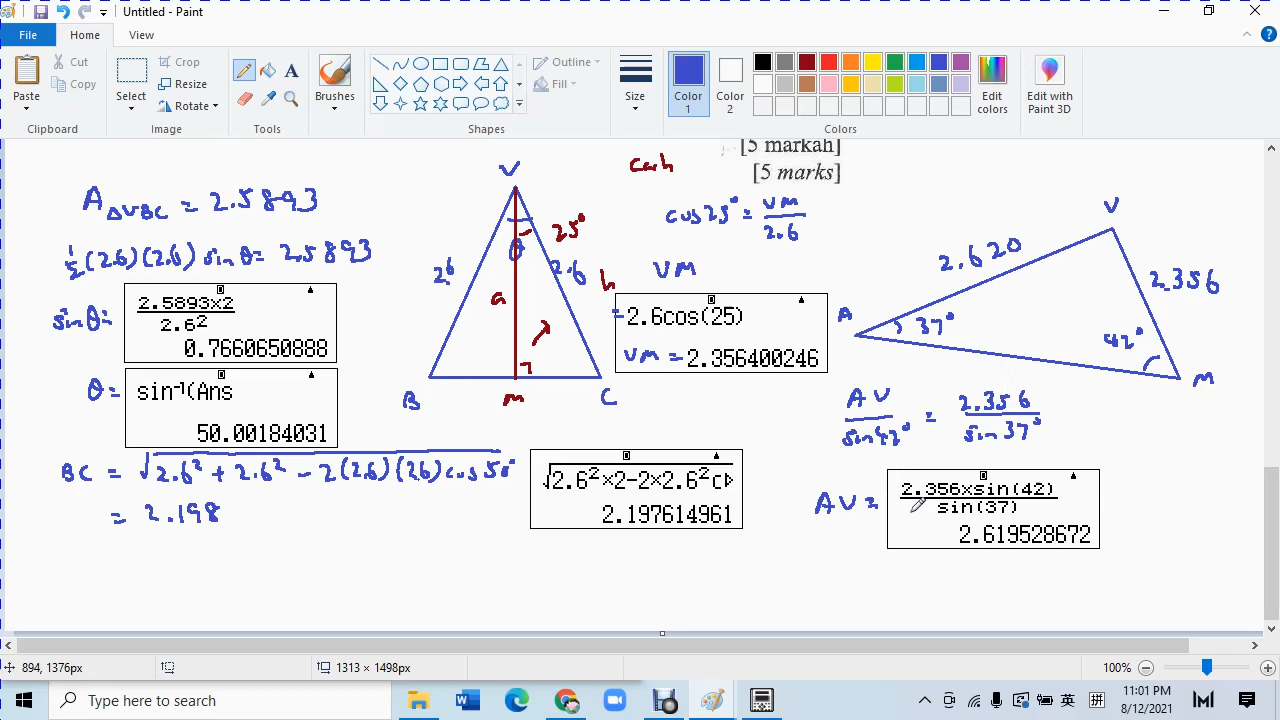 Untitled - Paint
File
Home
View
Paste
Cut
Copy
Clipboard
Select
Crop
Resize
Rotate
Image
A
Tools
Brushes
Shapes
Outline
Fill
Size
Color 1
Color 2
Edit colors
Colors
Edit with Paint 3D
[5 markah]
[5 marks]
A△VBC = 2.5893
½(2.6)(2.6) sin θ = 2.5893
sin θ =
2.5893×2
2.6²
0.7660650888
θ =
sin⁻¹(Ans
50.00184031
BC = √2.6² + 2.6² − 2(2.6)(2.6)cos 50°
= 2.198
V
25°
θ
2.6
2.6
a
h
B
M
C
cah
cos 25° = VM/2.6
VM
= 2.6cos(25)
VM = 2.356400246
√2.6²×2−2×2.6²c
2.197614961
V
2.620
2.356
A
37°
42°
M
AV/sin 42° = 2.356/sin 37°
AV =
2.356×sin(42)
sin(37)
2.619528672
894, 1376px
1313 × 1498px
100%
Type here to search
英
拼
11:01 PM
8/12/2021